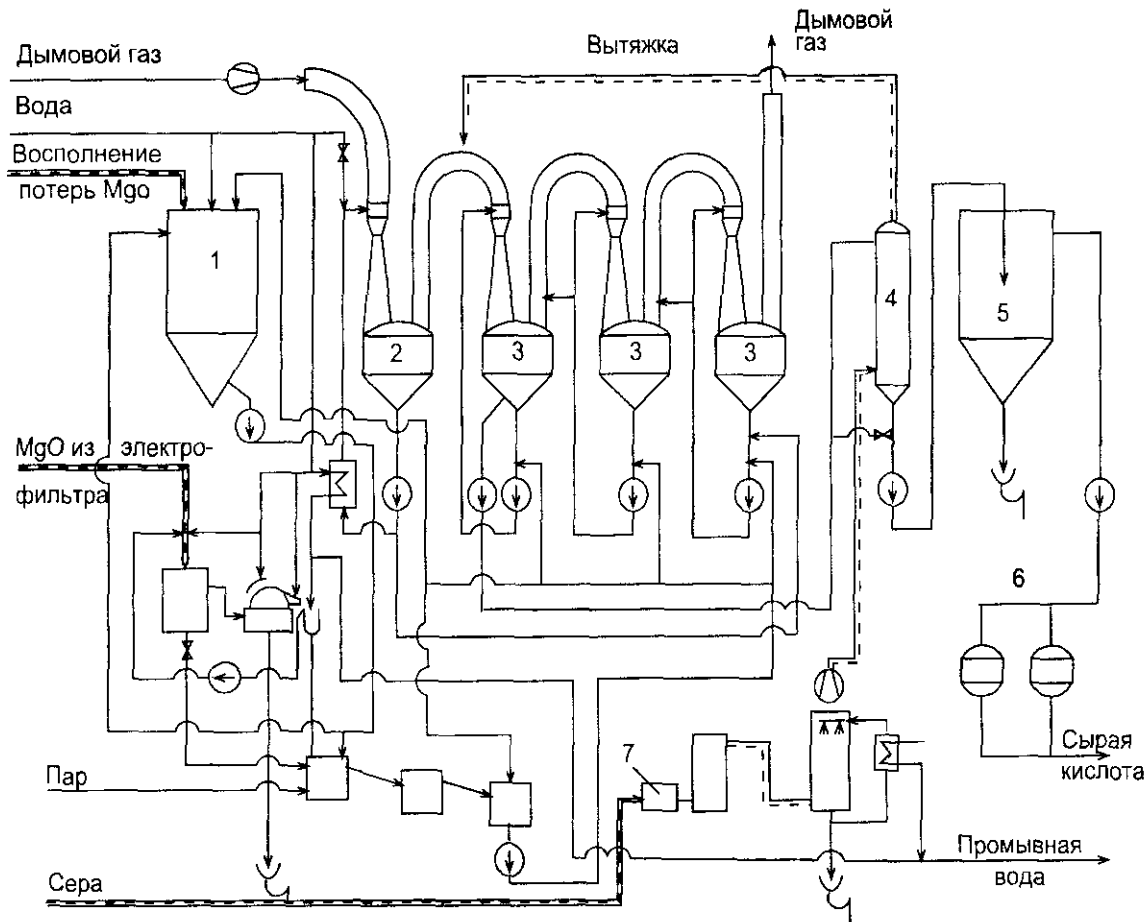 Дымовой газ
Вода
Восполнение
потерь Mgo
Вытяжка
Дымовой
газ
1
2
3
3
3
4
5
MgO из электро-
фильтра
6
7
Пар
Сера
Сырая
кислота
Промывная
вода